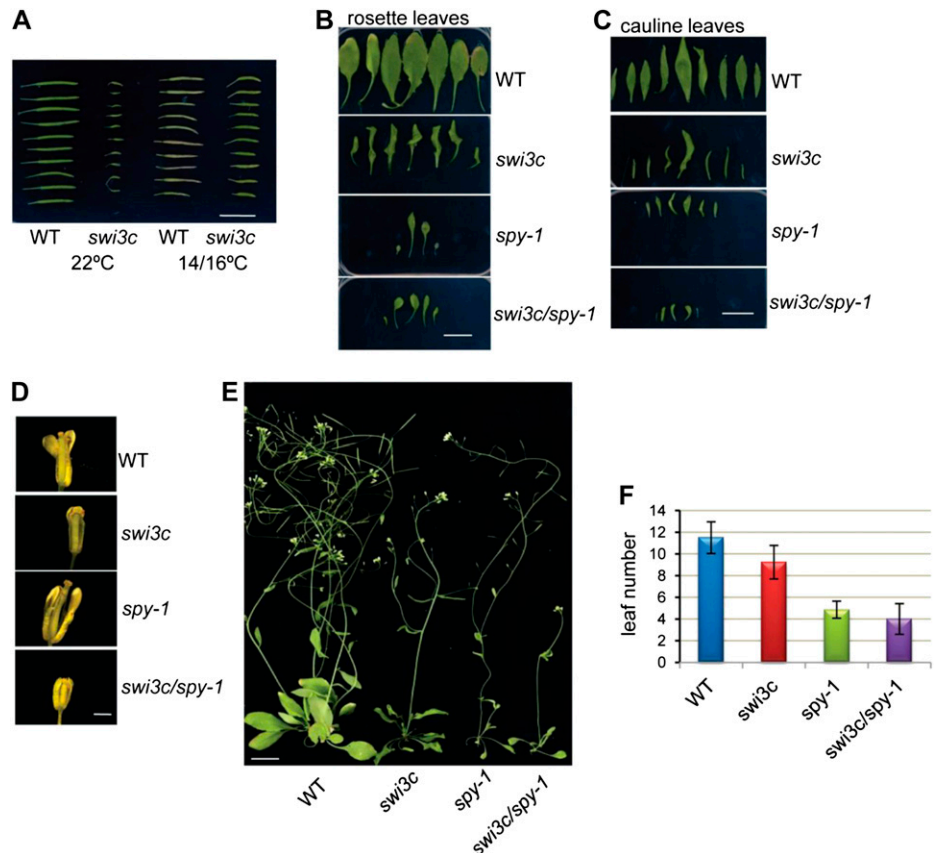 A
WT swi3c WT swi3c
22ºC 14/16ºC
B
rosette leaves
WT
swi3c
spy-1
swi3c/spy-1
C
cauline leaves
WT
swi3c
spy-1
swi3c/spy-1
D
WT
swi3c
spy-1
swi3c/spy-1
E
WT
swi3c
spy-1
swi3c/spy-1
F
leaf number
14
12
10
8
6
4
2
0
WT
swi3c
spy-1
swi3c/spy-1